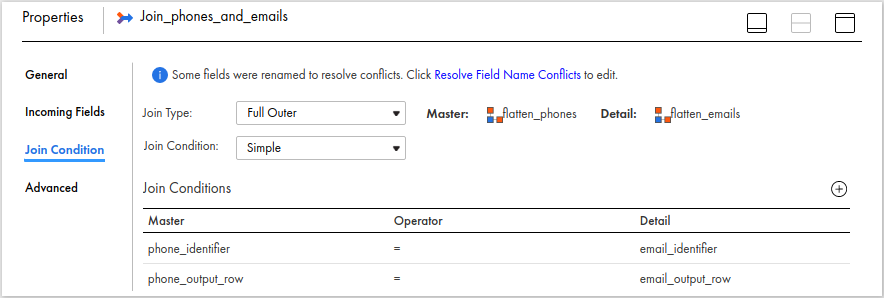 Properties Join_phones_and_emails
General
Some fields were renamed to resolve conflicts. Click Resolve Field Name Conflicts to edit.
Incoming Fields
Join Type: Full Outer Master: flatten_phones Detail: flatten_emails
Join Condition
Join Condition: Simple
Advanced
Join Conditions
Master Operator Detail
phone_identifier = email_identifier
phone_output_row = email_output_row